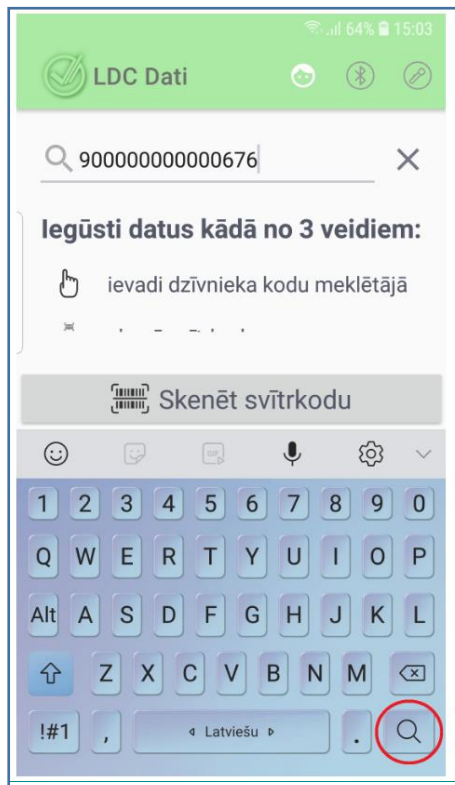 64% 15:03
LDC Dati
900000000000676
Iegūsti datus kādā no 3 veidiem:
ievadi dzīvnieka kodu meklētājā
Skenēt svītrkodu
GIF
1 2 3 4 5 6 7 8 9 0
Q W E R T Y U I O P
Alt A S D F G H J K L
Z X C V B N M
!#1 , Latviešu .